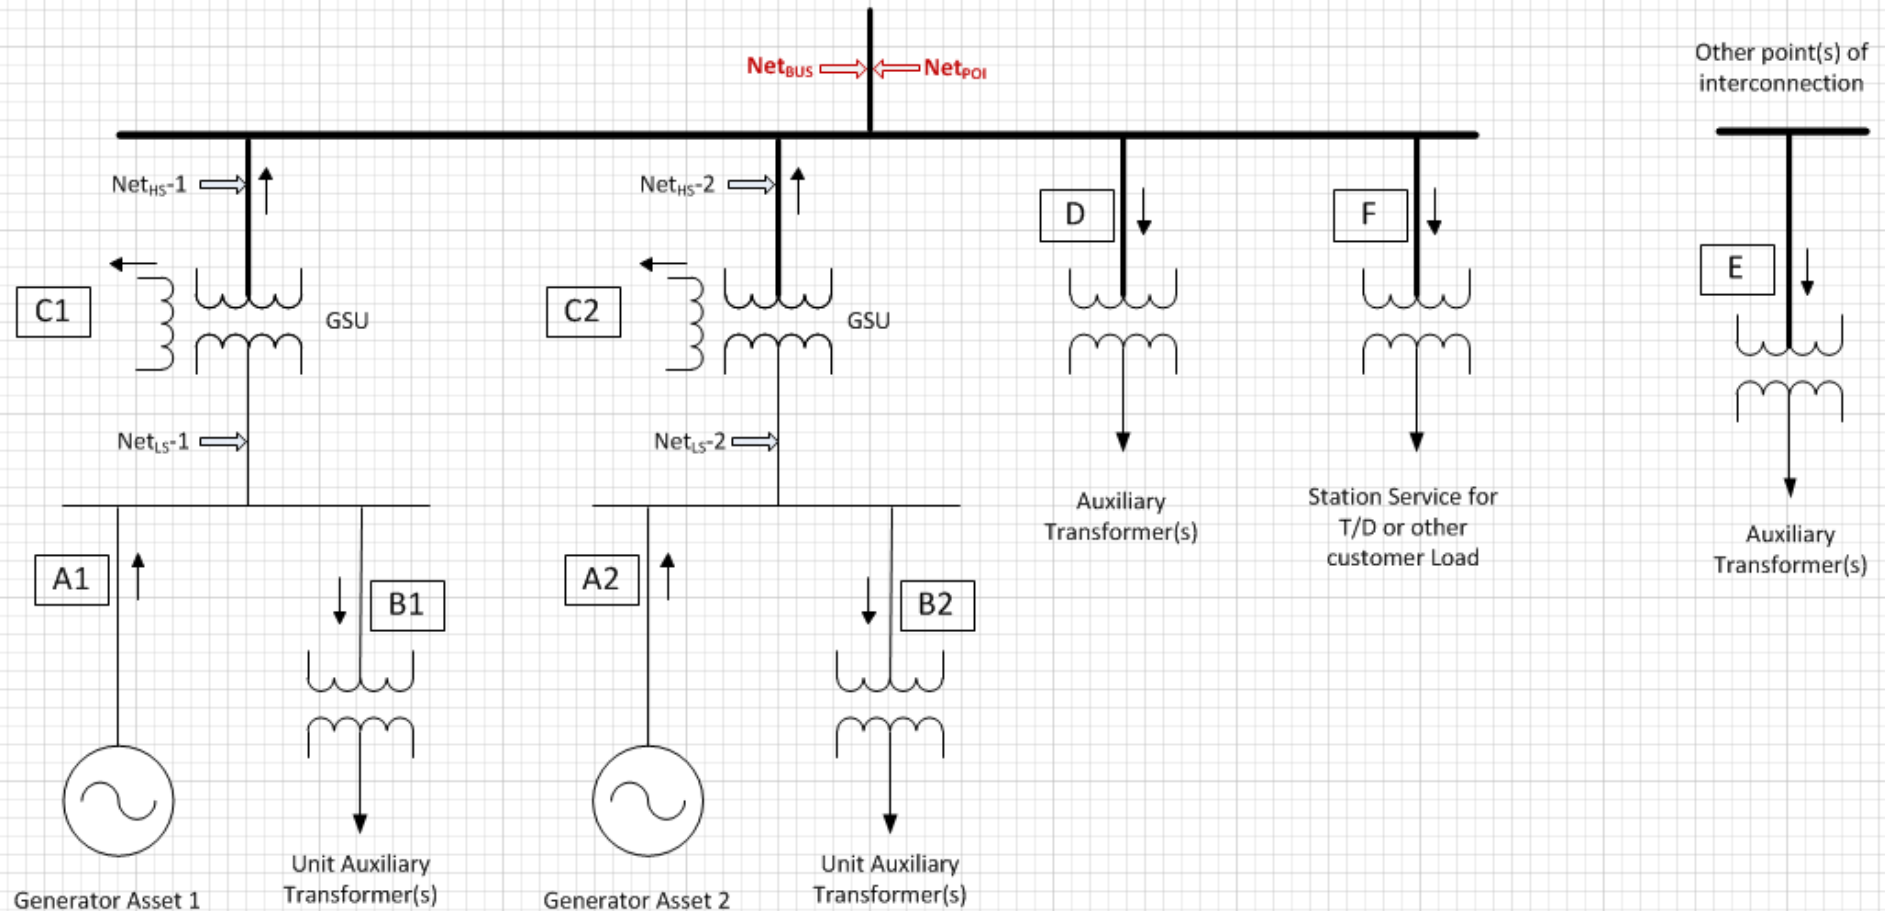 Net_BUS
Net_POI
Other point(s) of
interconnection
Net_HS-1
Net_HS-2
D
F
E
C1
GSU
C2
GSU
Net_LS-1
Net_LS-2
Auxiliary
Transformer(s)
Station Service for
T/D or other
customer Load
Auxiliary
Transformer(s)
A1
B1
A2
B2
Unit Auxiliary
Transformer(s)
Unit Auxiliary
Transformer(s)
Generator Asset 1
Generator Asset 2